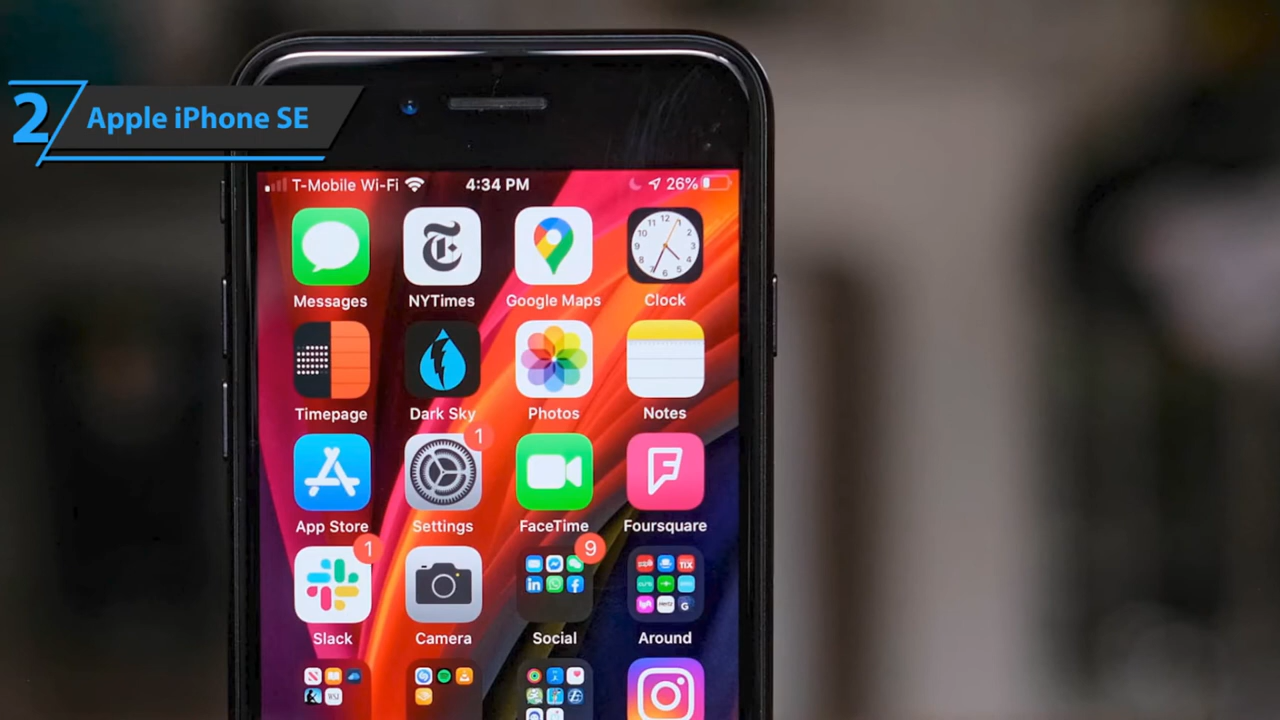 2 Apple iPhone SE
T-Mobile Wi-Fi 4:34 PM 26%
Messages NYTimes Google Maps Clock
Timepage Dark Sky Photos Notes
1
App Store Settings FaceTime Foursquare
1 9
Slack Camera Social Around